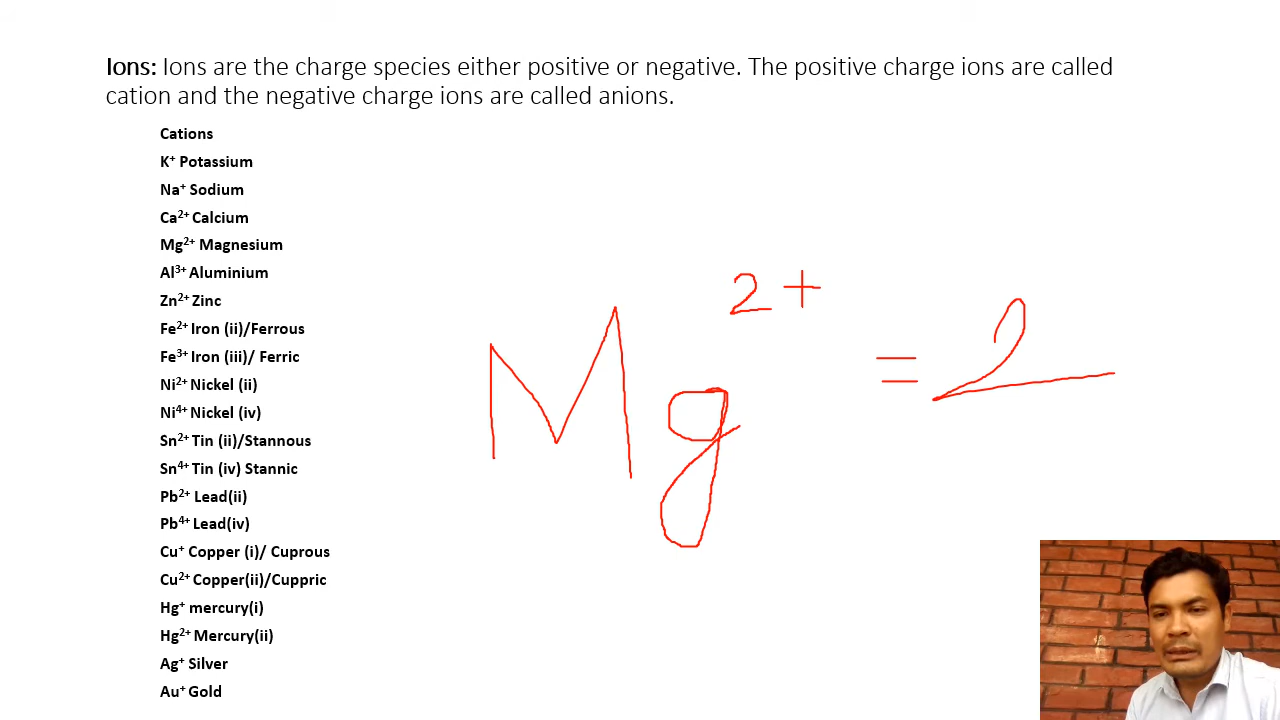 Ions: Ions are the charge species either positive or negative. The positive charge ions are called
cation and the negative charge ions are called anions.
Cations
K⁺ Potassium
Na⁺ Sodium
Ca²⁺ Calcium
Mg²⁺ Magnesium
Al³⁺ Aluminium
Zn²⁺ Zinc
Fe²⁺ Iron (ii)/Ferrous
Fe³⁺ Iron (iii)/ Ferric
Ni²⁺ Nickel (ii)
Ni⁴⁺ Nickel (iv)
Sn²⁺ Tin (ii)/Stannous
Sn⁴⁺ Tin (iv) Stannic
Pb²⁺ Lead(ii)
Pb⁴⁺ Lead(iv)
Cu⁺ Copper (i)/ Cuprous
Cu²⁺ Copper(ii)/Cuppric
Hg⁺ mercury(i)
Hg²⁺ Mercury(ii)
Ag⁺ Silver
Au⁺ Gold
Mg²⁺ = 2